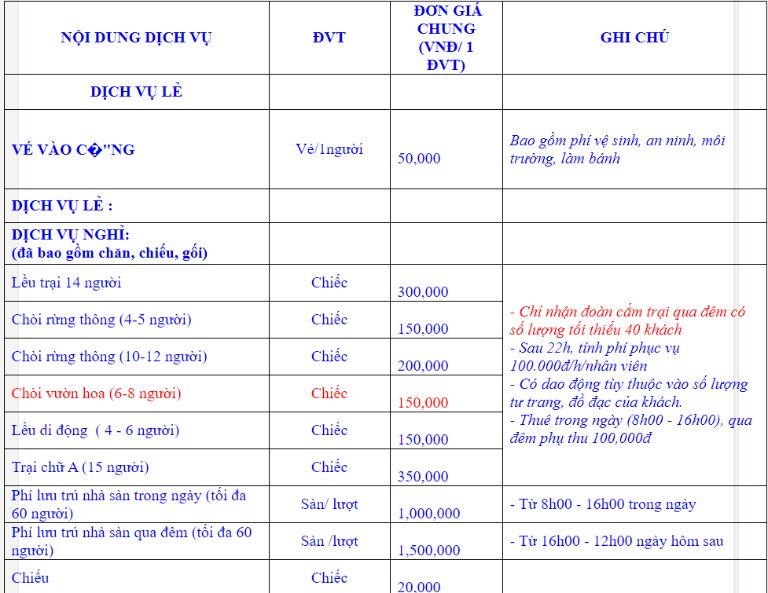 NỘI DUNG DỊCH VỤ ĐVT ĐƠN GIÁ CHUNG (VNĐ/ 1 ĐVT) GHI CHÚ
DỊCH VỤ LẺ
VÉ VÀO C�"NG Vé/1người 50,000 Bao gồm phí vệ sinh, an ninh, môi
trường, làm bánh
DỊCH VỤ LẺ :
DỊCH VỤ NGHỈ:
(đã bao gồm chăn, chiếu, gối)
Lều trại 14 người Chiếc 300,000
Chòi rừng thông (4-5 người) Chiếc 150,000
Chòi rừng thông (10-12 người) Chiếc 200,000
Chòi vườn hoa (6-8 người) Chiếc 150,000
Lều di động ( 4 - 6 người) Chiếc 150,000
Trại chữ A (15 người) Chiếc 350,000
- Chỉ nhận đoàn cắm trại qua đêm có
số lượng tối thiểu 40 khách
- Sau 22h, tính phí phục vụ
100.000đ/h/nhân viên
- Có dao động tùy thuộc vào số lượng
tư trang, đồ đạc của khách.
- Thuê trong ngày (8h00 - 16h00), qua
đêm phụ thu 100,000đ
Phí lưu trú nhà sàn trong ngày (tối đa
60 người) Sàn/ lượt 1,000,000 - Từ 8h00 - 16h00 trong ngày
Phí lưu trú nhà sàn qua đêm (tối đa 60
người) Sàn /lượt 1,500,000 - Từ 16h00 - 12h00 ngày hôm sau
Chiếu Chiếc 20,000